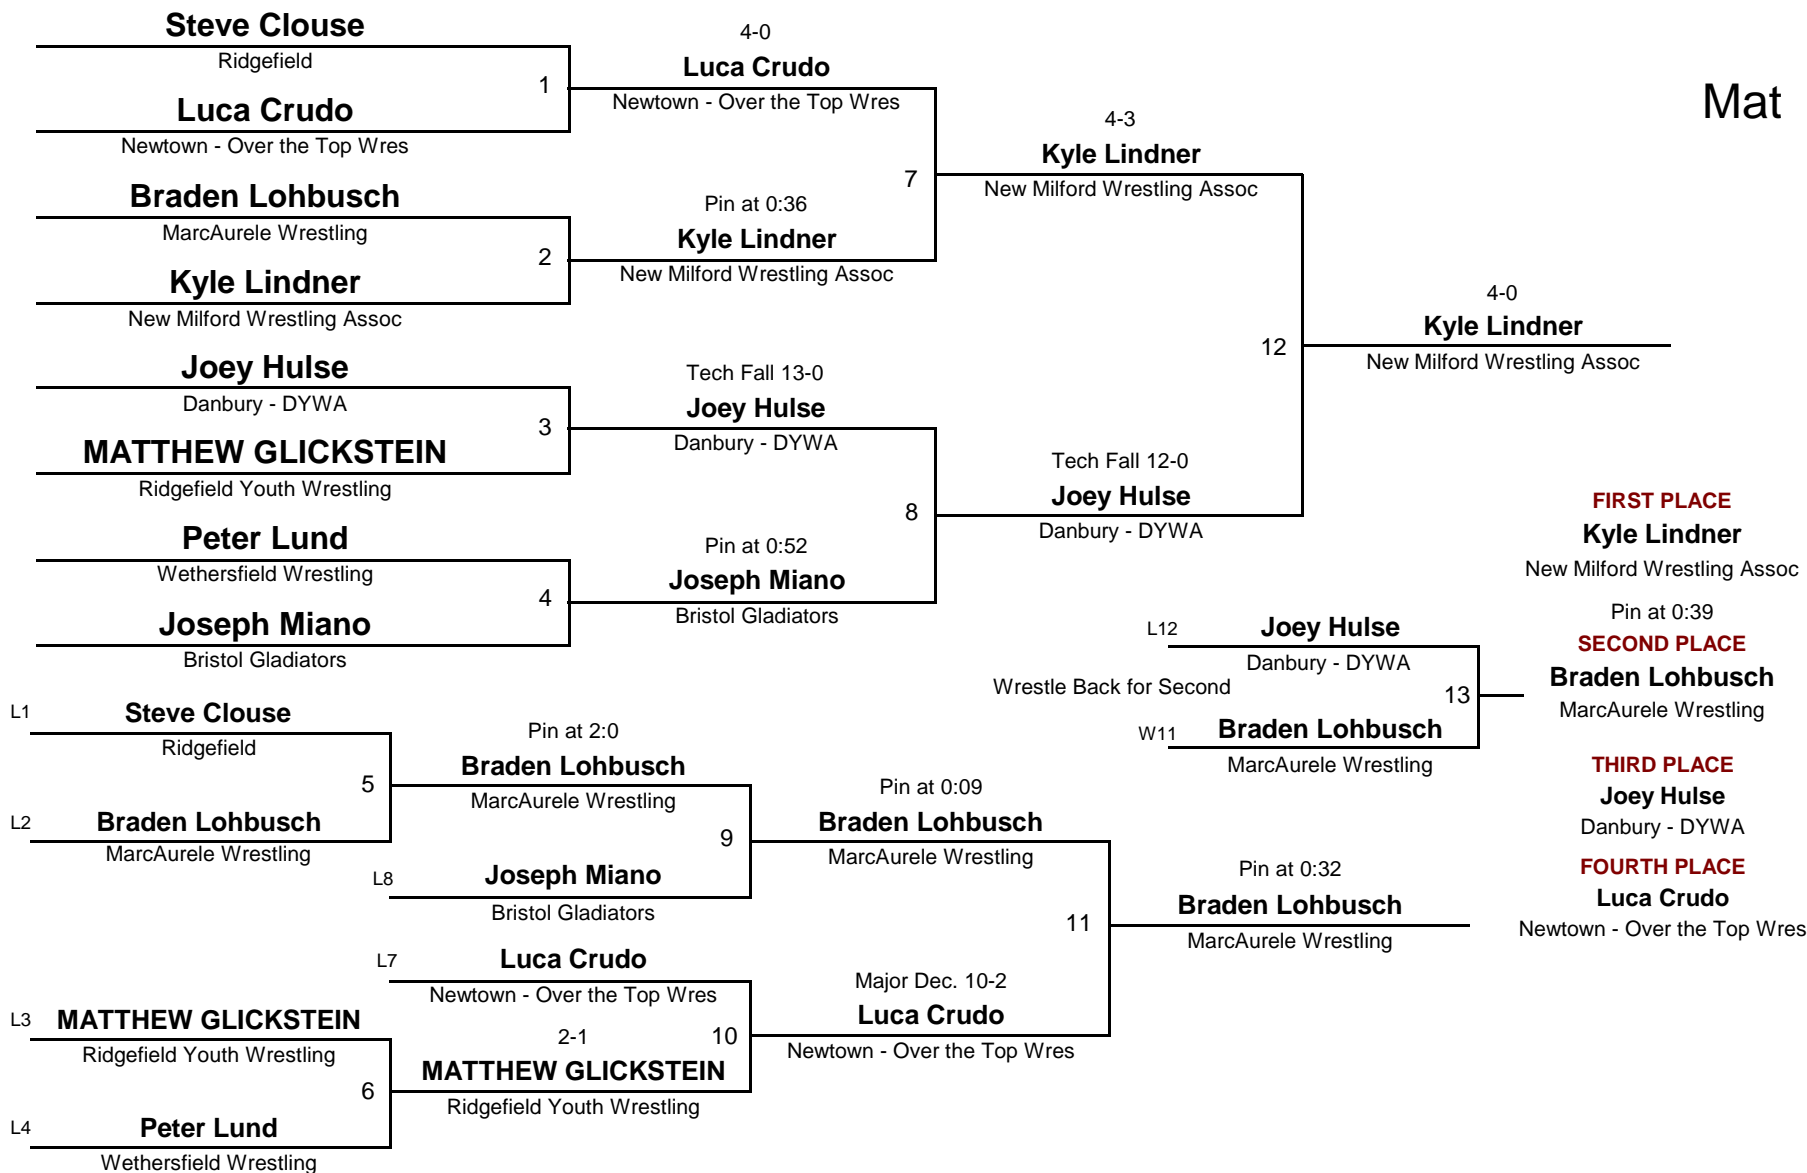 Mat
Steve Clouse
Ridgefield
1
Luca Crudo
Newtown - Over the Top Wres
4-0
Luca Crudo
Newtown - Over the Top Wres
Braden Lohbusch
MarcAurele Wrestling
2
Kyle Lindner
New Milford Wrestling Assoc
Pin at 0:36
Kyle Lindner
New Milford Wrestling Assoc
7
4-3
Kyle Lindner
New Milford Wrestling Assoc
Joey Hulse
Danbury - DYWA
3
MATTHEW GLICKSTEIN
Ridgefield Youth Wrestling
Tech Fall 13-0
Joey Hulse
Danbury - DYWA
Peter Lund
Wethersfield Wrestling
4
Joseph Miano
Bristol Gladiators
Pin at 0:52
Joseph Miano
Bristol Gladiators
8
Tech Fall 12-0
Joey Hulse
Danbury - DYWA
12
4-0
Kyle Lindner
New Milford Wrestling Assoc
FIRST PLACE
Kyle Lindner
New Milford Wrestling Assoc
L12
Joey Hulse
Danbury - DYWA
Wrestle Back for Second
13
W11
Braden Lohbusch
MarcAurele Wrestling
Pin at 0:39
SECOND PLACE
Braden Lohbusch
MarcAurele Wrestling
THIRD PLACE
Joey Hulse
Danbury - DYWA
FOURTH PLACE
Luca Crudo
Newtown - Over the Top Wres
L1
Steve Clouse
Ridgefield
5
L2
Braden Lohbusch
MarcAurele Wrestling
Pin at 2:0
Braden Lohbusch
MarcAurele Wrestling
9
L8
Joseph Miano
Bristol Gladiators
Pin at 0:09
Braden Lohbusch
MarcAurele Wrestling
L7
Luca Crudo
Newtown - Over the Top Wres
10
L3
MATTHEW GLICKSTEIN
Ridgefield Youth Wrestling
6
L4
Peter Lund
Wethersfield Wrestling
2-1
MATTHEW GLICKSTEIN
Ridgefield Youth Wrestling
Major Dec. 10-2
Luca Crudo
Newtown - Over the Top Wres
11
Pin at 0:32
Braden Lohbusch
MarcAurele Wrestling